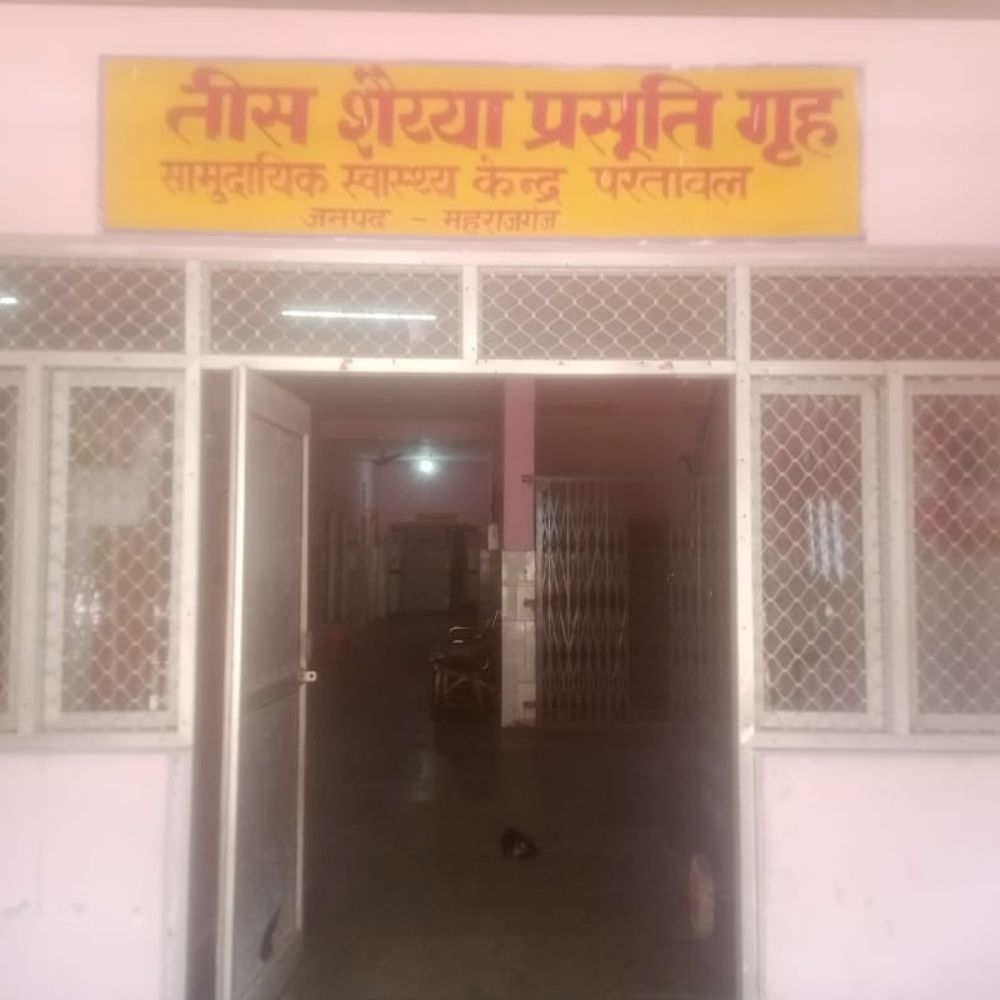 तीस शैय्या प्रसूति गृह
सामुदायिक स्वास्थ्य केन्द्र परतावल
जनपद - महराजगंज